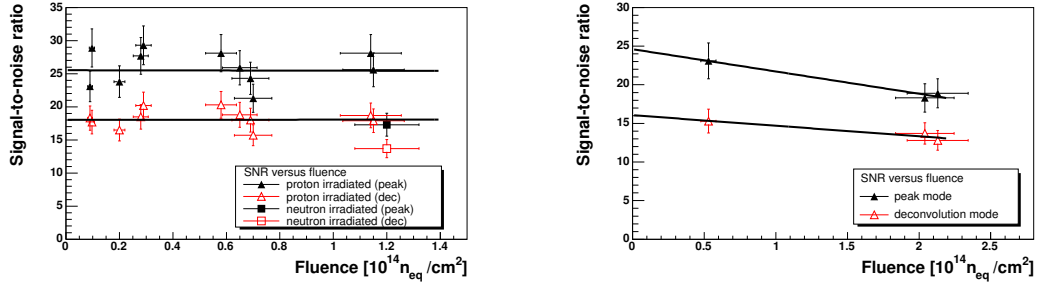 Signal-to-noise ratio
35
30
25
20
15
10
5
0
SNR versus fluence
proton irradiated (peak)
proton irradiated (dec)
neutron irradiated (peak)
neutron irradiated (dec)
0 0.2 0.4 0.6 0.8 1 1.2 1.4
Fluence [10^14 n_eq /cm^2]
Signal-to-noise ratio
30
25
20
15
10
5
0
SNR versus fluence
peak mode
deconvolution mode
0 0.5 1 1.5 2 2.5
Fluence [10^14 n_eq /cm^2]